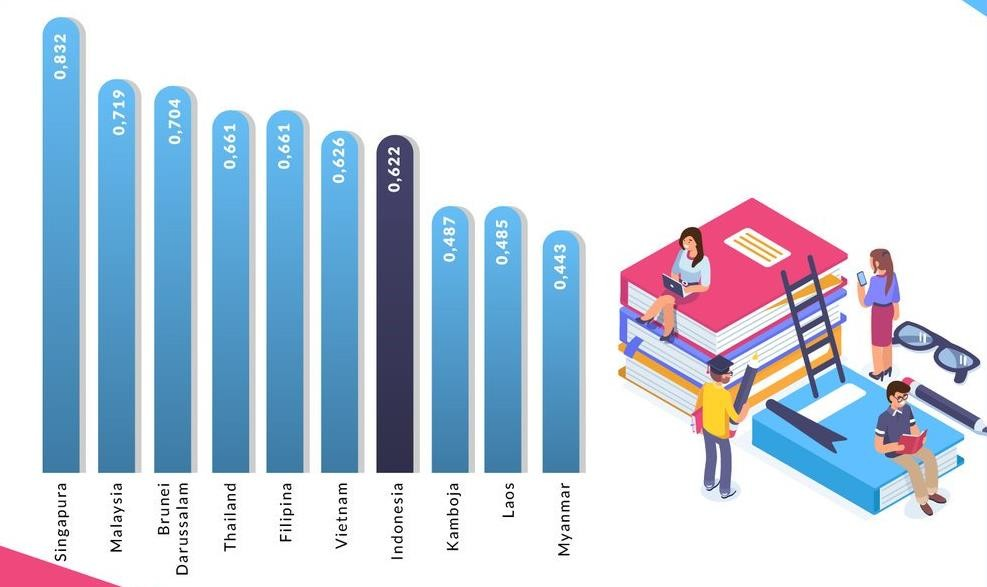 0,832
0,719
0,704
0,661
0,661
0,626
0,622
0,487
0,485
0,443
Singapura
Malaysia
Brunei
Darussalam
Thailand
Filipina
Vietnam
Indonesia
Kamboja
Laos
Myanmar